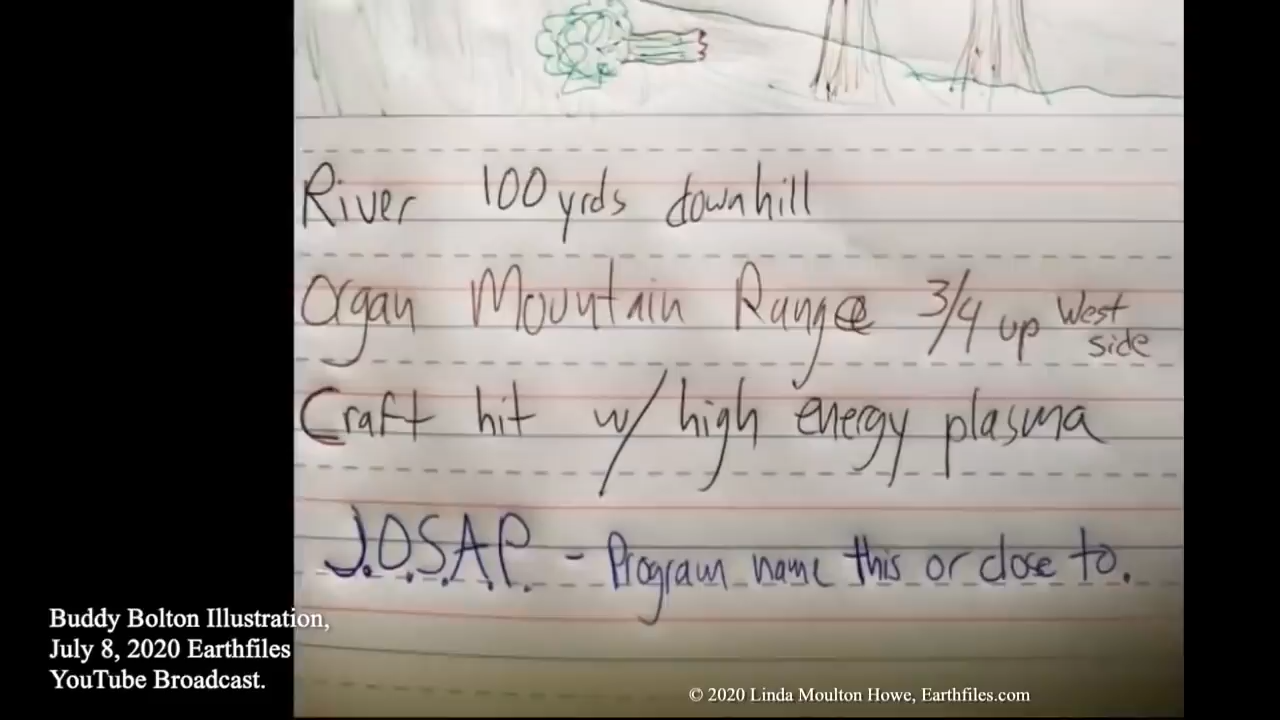 River 100 yrds downhill
Organ Mountain Range 3/4 up West side
Craft hit w/ high energy plasma
J.O.S.A.P. - Program name this or close to.
Buddy Bolton Illustration,
July 8, 2020 Earthfiles
YouTube Broadcast.
© 2020 Linda Moulton Howe, Earthfiles.com